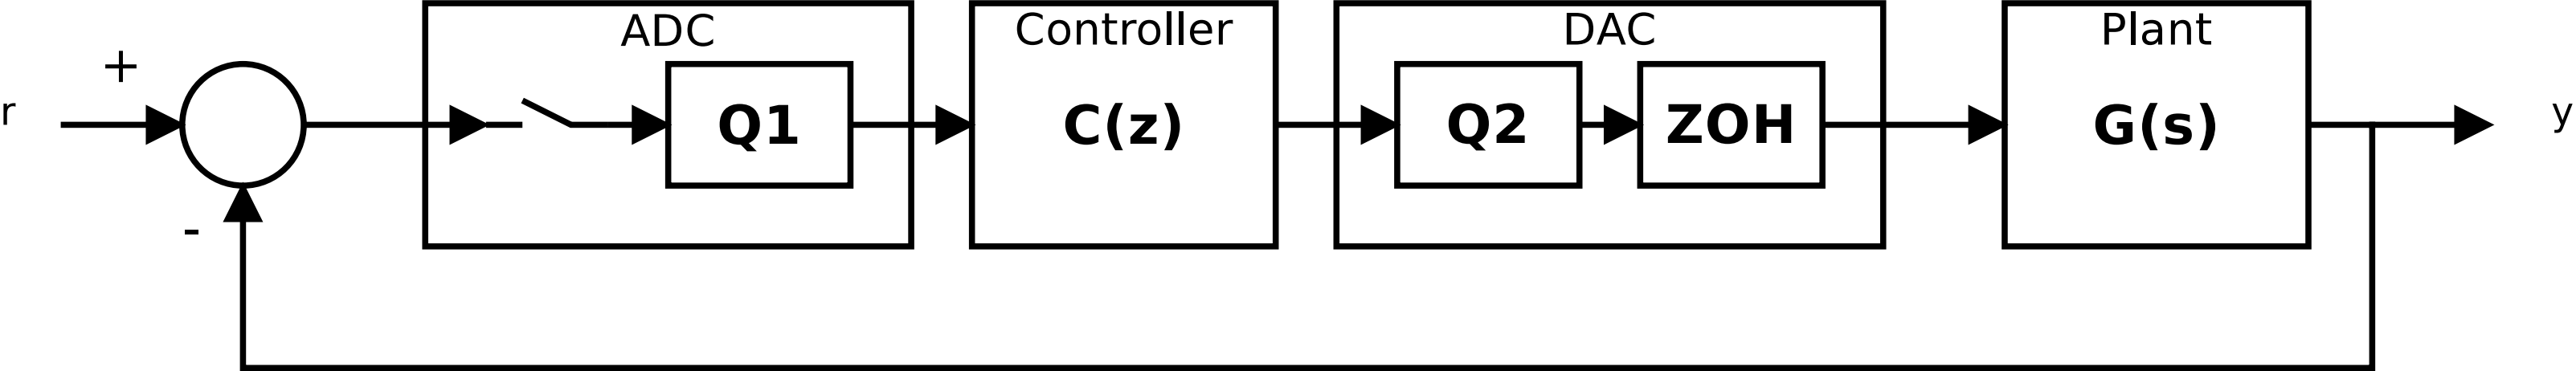 r
+
-
ADC
Q1
Controller
C(z)
DAC
Q2
ZOH
Plant
G(s)
y